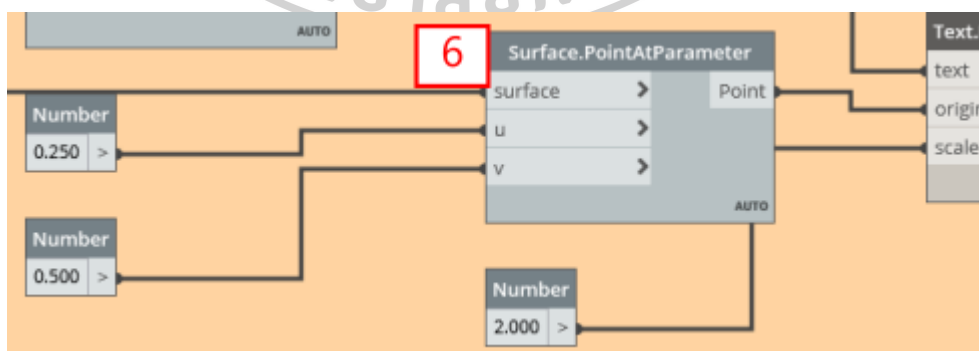 AUTO
6
Surface.PointAtParameter
surface >
Point
u >
v >
AUTO
Number
0.250 >
Number
0.500 >
Number
2.000 >
Text.
text
origin
scale